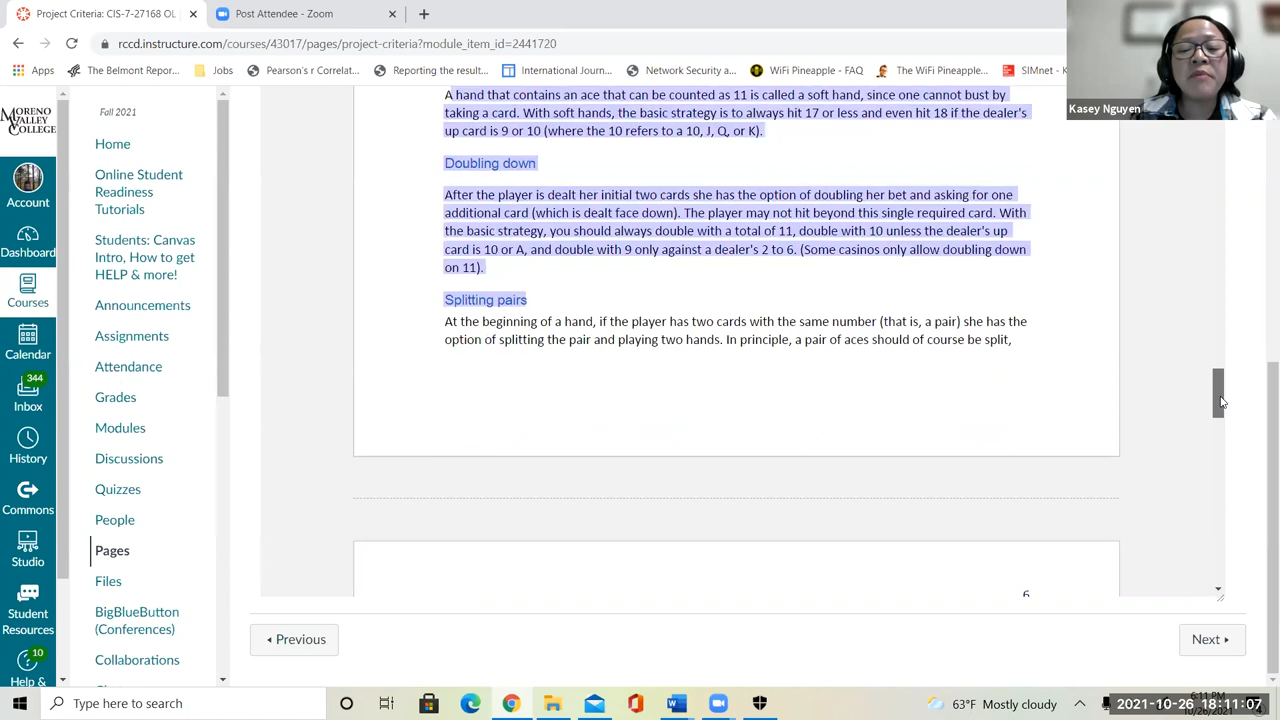 Project Criteria: CIS-7-27168 OL
Post Attendee - Zoom
rccd.instructure.com/courses/43017/pages/project-criteria?module_item_id=2441720
Apps
The Belmont Repor...
Jobs
Pearson's r Correlat...
Reporting the result...
International Journ...
Network Security a...
WiFi Pineapple - FAQ
The WiFi Pineapple...
SIMnet - K
Kasey Nguyen
MORENO
VALLEY
COLLEGE
Account
Dashboard
Courses
Calendar
344
Inbox
History
Commons
Studio
Student
Resources
10
Help &
Fall 2021
Home
Online Student
Readiness
Tutorials
Students: Canvas
Intro, How to get
HELP & more!
Announcements
Assignments
Attendance
Grades
Modules
Discussions
Quizzes
People
Pages
Files
BigBlueButton
(Conferences)
Collaborations
A hand that contains an ace that can be counted as 11 is called a soft hand, since one cannot bust by
taking a card. With soft hands, the basic strategy is to always hit 17 or less and even hit 18 if the dealer's
up card is 9 or 10 (where the 10 refers to a 10, J, Q, or K).
Doubling down
After the player is dealt her initial two cards she has the option of doubling her bet and asking for one
additional card (which is dealt face down). The player may not hit beyond this single required card. With
the basic strategy, you should always double with a total of 11, double with 10 unless the dealer's up
card is 10 or A, and double with 9 only against a dealer's 2 to 6. (Some casinos only allow doubling down
on 11).
Splitting pairs
At the beginning of a hand, if the player has two cards with the same number (that is, a pair) she has the
option of splitting the pair and playing two hands. In principle, a pair of aces should of course be split,
6
Previous
Next
Type here to search
63°F Mostly cloudy
6:11 PM
2021-10-26 18:11:07